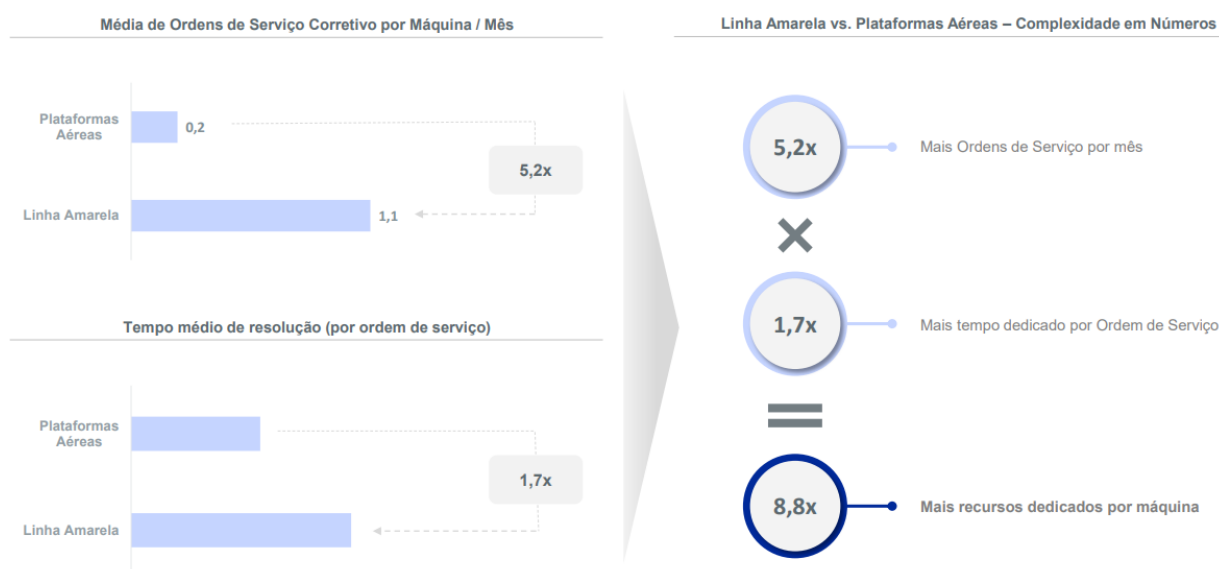 Média de Ordens de Serviço Corretivo por Máquina / Mês
Plataformas
Aéreas
0,2
5,2x
Linha Amarela
1,1
Tempo médio de resolução (por ordem de serviço)
Plataformas
Aéreas
1,7x
Linha Amarela
Linha Amarela vs. Plataformas Aéreas – Complexidade em Números
5,2x
Mais Ordens de Serviço por mês
×
1,7x
Mais tempo dedicado por Ordem de Serviço
=
8,8x
Mais recursos dedicados por máquina